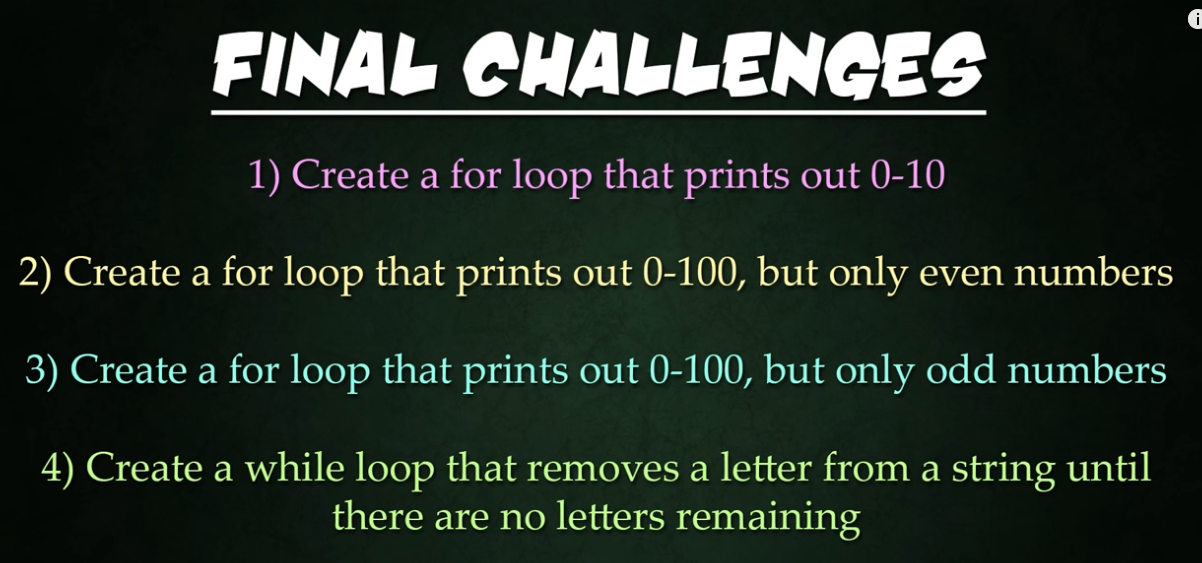 FINAL CHALLENGES
1) Create a for loop that prints out 0-10
2) Create a for loop that prints out 0-100, but only even numbers
3) Create a for loop that prints out 0-100, but only odd numbers
4) Create a while loop that removes a letter from a string until
there are no letters remaining